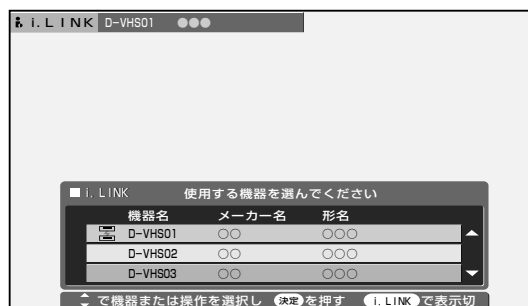 i.LINK D-VHS01 ●●●
■ i.LINK 使用する機器を選んでください
機器名 メーカー名 形名
D-VHS01 ○○ ○○○
D-VHS02 ○○ ○○○
D-VHS03 ○○ ○○○
で機器または操作を選択し 決定 を押す i.LINK で表示切